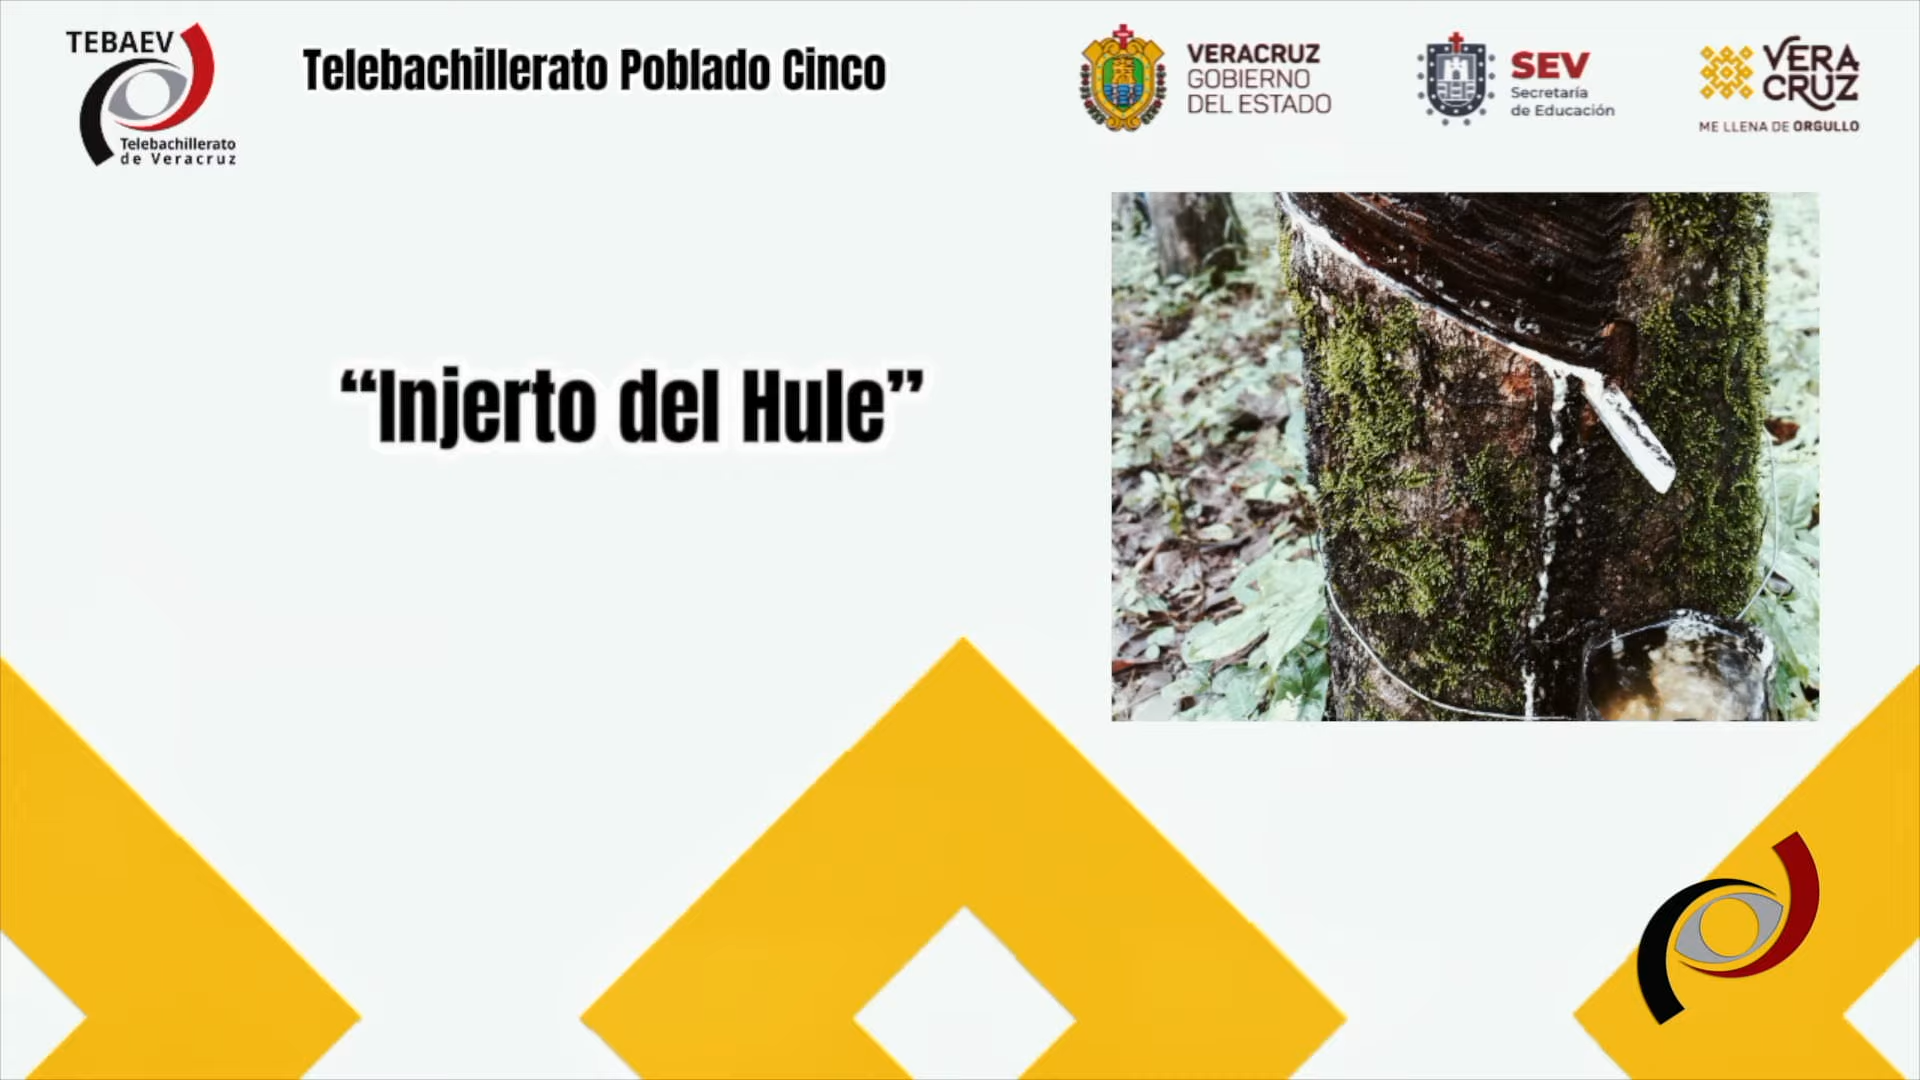 TEBAEV
Telebachillerato
de Veracruz
Telebachillerato Poblado Cinco
VERACRUZ
GOBIERNO
DEL ESTADO
SEV
Secretaría
de Educación
VERA
CRUZ
ME LLENA DE ORGULLO
“Injerto del Hule”